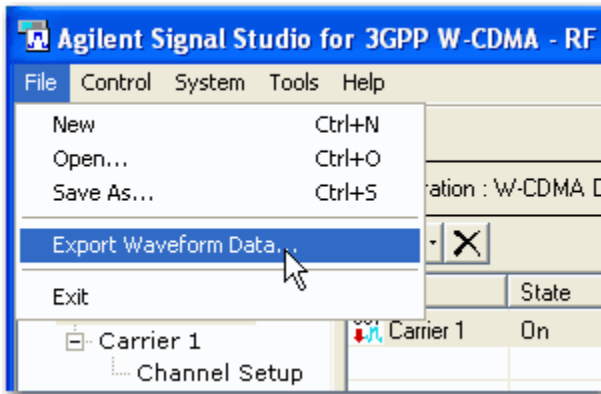 Agilent Signal Studio for 3GPP W-CDMA - RF
File Control System Tools Help
New Ctrl+N
Open... Ctrl+O
Save As... Ctrl+S
ration : W-CDMA D
Export Waveform Data...
Exit
State
Carrier 1 On
Carrier 1
Channel Setup